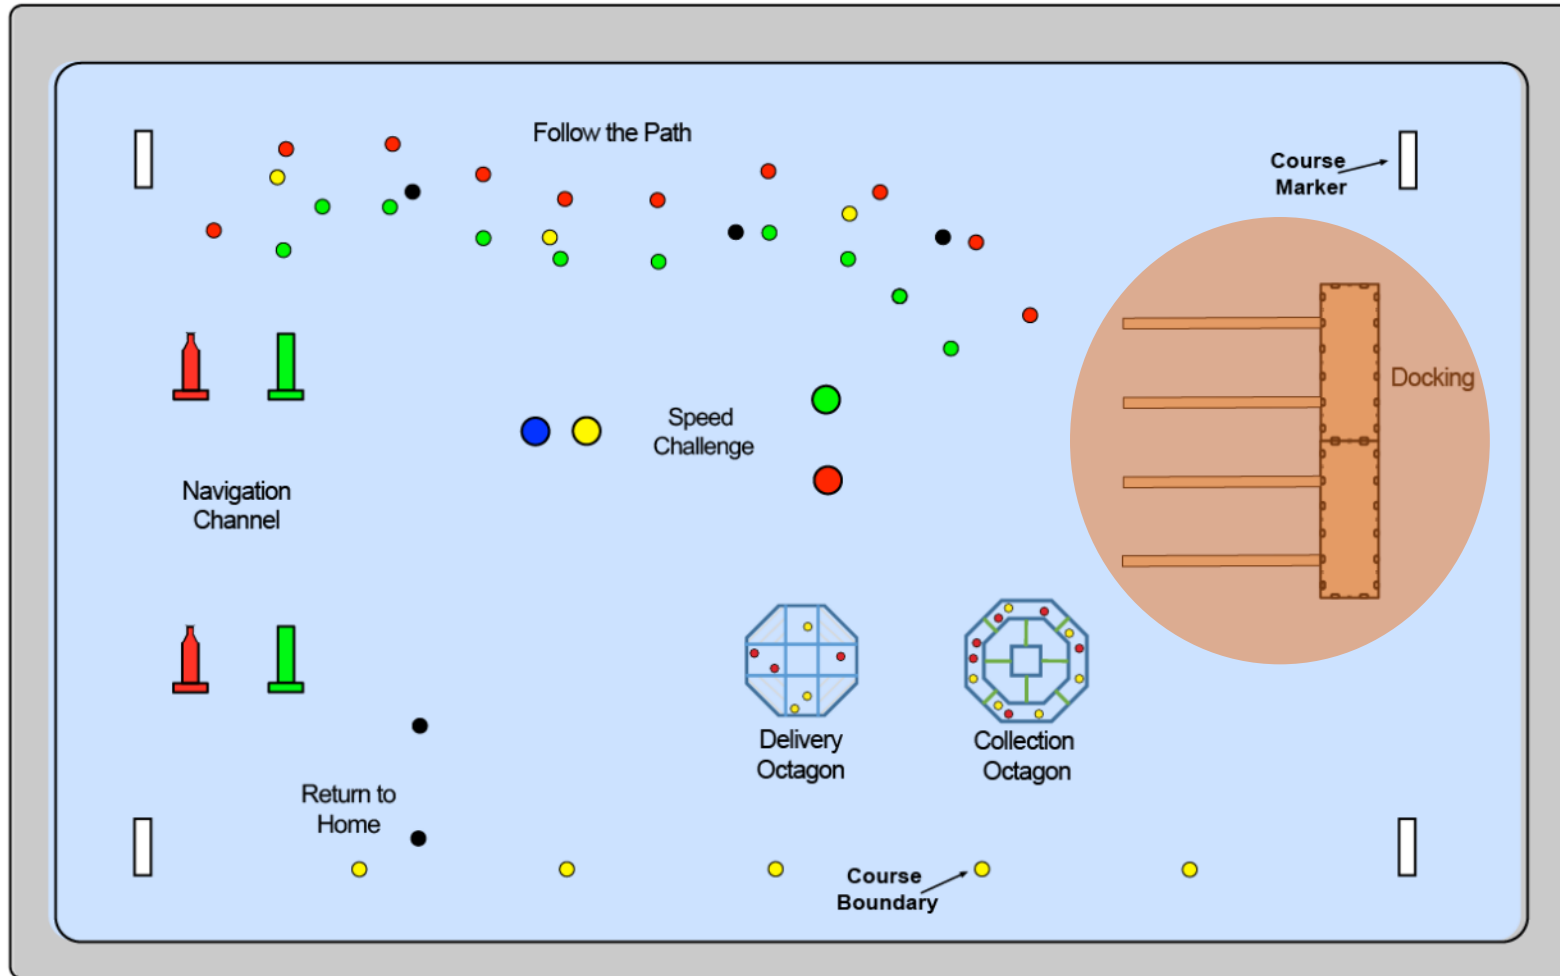 Follow the Path
Course
Marker
Docking
Speed
Challenge
Navigation
Channel
Delivery
Octagon
Collection
Octagon
Return to
Home
Course
Boundary